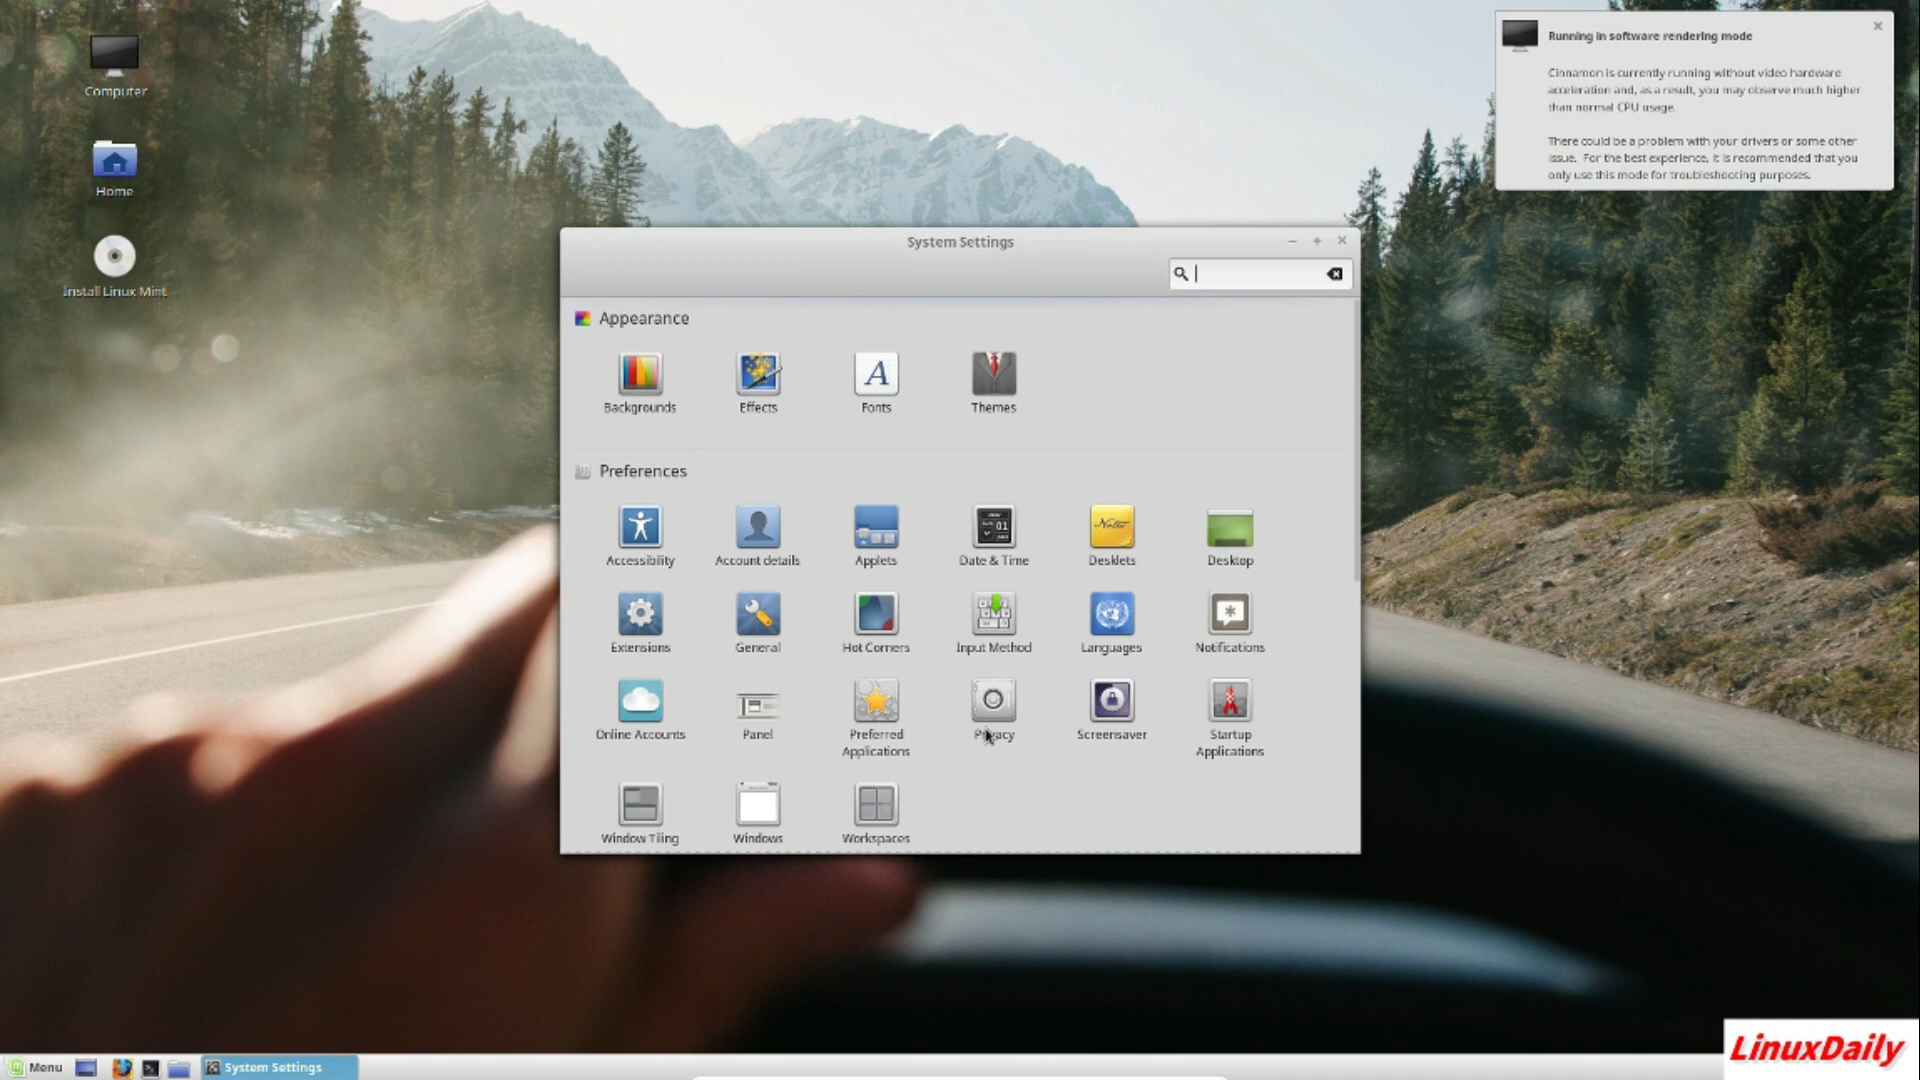 Computer
Home
Install Linux Mint
Running in software rendering mode
Cinnamon is currently running without video hardware
acceleration and, as a result, you may observe much higher
than normal CPU usage.
There could be a problem with your drivers or some other
issue. For the best experience, it is recommended that you
only use this mode for troubleshooting purposes.
System Settings
Appearance
Backgrounds
Effects
Fonts
Themes
Preferences
Accessibility
Account details
Applets
Date & Time
Desklets
Desktop
Extensions
General
Hot Corners
Input Method
Languages
Notifications
Online Accounts
Panel
Preferred
Applications
Privacy
Screensaver
Startup
Applications
Window Tiling
Windows
Workspaces
Menu
System Settings
LinuxDaily